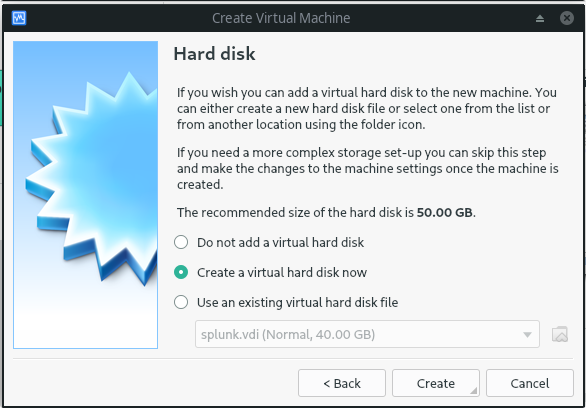 Create Virtual Machine
Hard disk
If you wish you can add a virtual hard disk to the new machine. You
can either create a new hard disk file or select one from the list or
from another location using the folder icon.
If you need a more complex storage set-up you can skip this step
and make the changes to the machine settings once the machine is
created.
The recommended size of the hard disk is 50.00 GB.
Do not add a virtual hard disk
Create a virtual hard disk now
Use an existing virtual hard disk file
splunk.vdi (Normal, 40.00 GB)
< Back Create Cancel